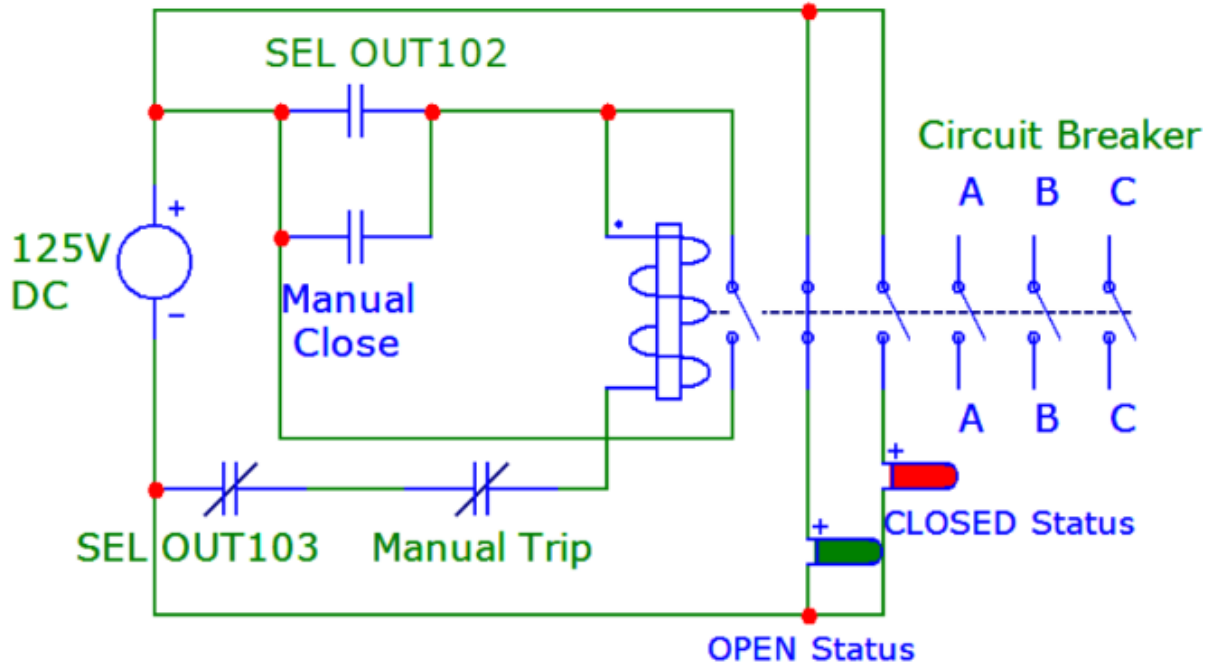 SEL OUT102
Circuit Breaker
A B C
+
125V
DC
-
Manual
Close
A B C
+
CLOSED Status
+
SEL OUT103
Manual Trip
OPEN Status